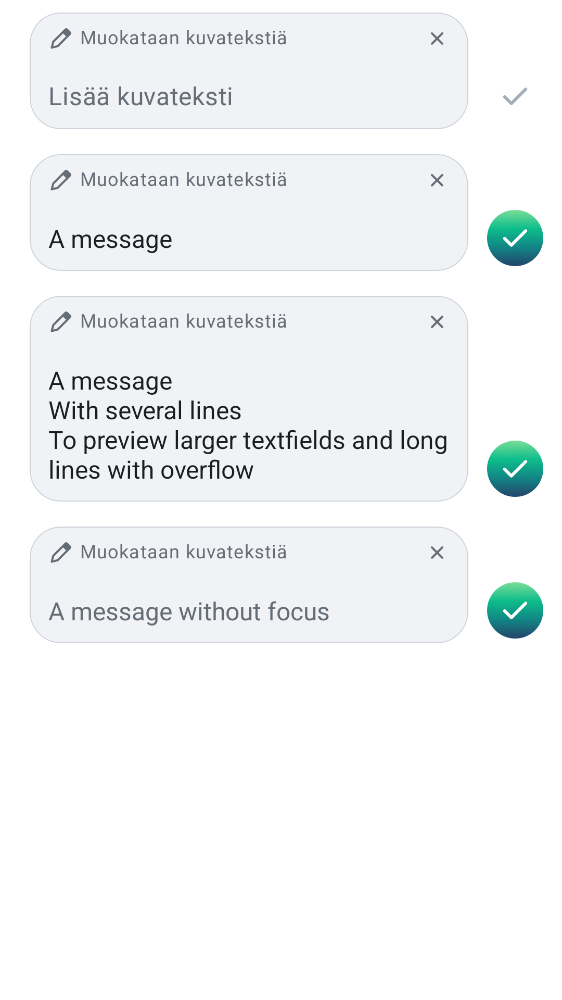 Muokataan kuvatekstiä
Lisää kuvateksti
Muokataan kuvatekstiä
A message
Muokataan kuvatekstiä
A message
With several lines
To preview larger textfields and long
lines with overflow
Muokataan kuvatekstiä
A message without focus